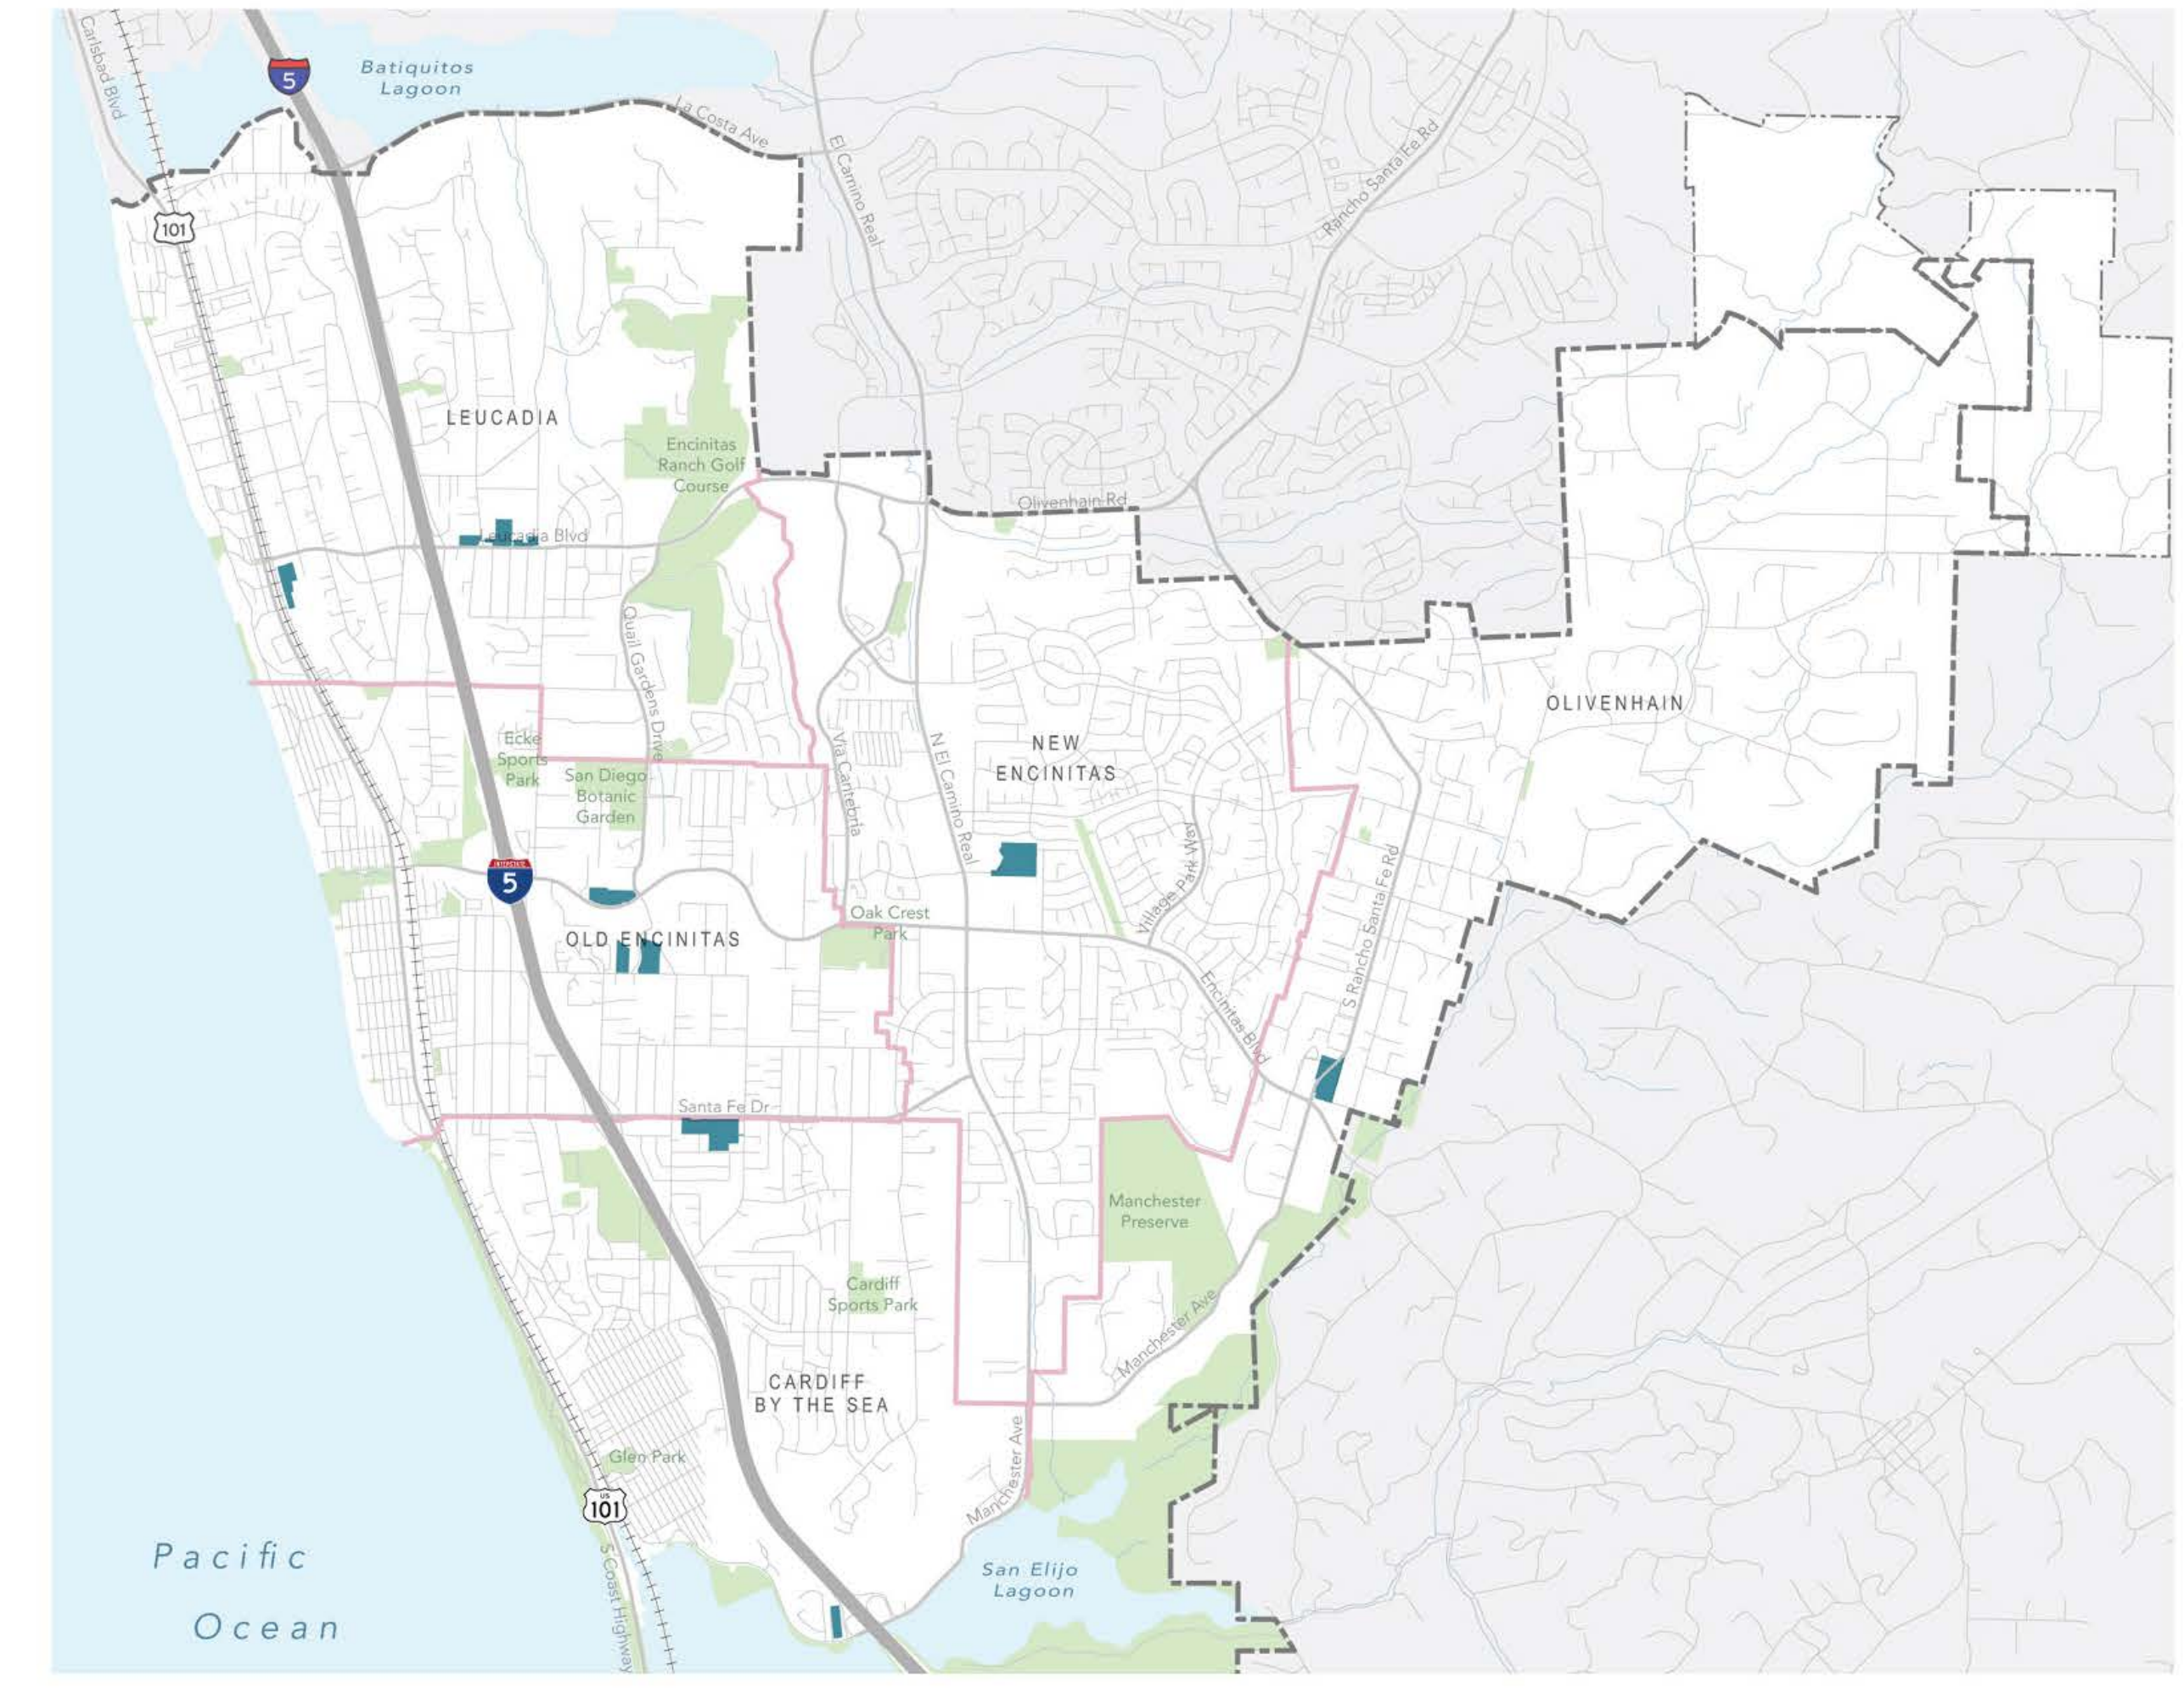 Carlsbad Blvd
5
Batiquitos
Lagoon
La Costa Ave
El Camino Real
Rancho Santa Fe Rd
101
LEUCADIA
Encinitas
Ranch Golf
Course
Olivenhain Rd
Leucadia Blvd
Quail Gardens Drive
OLIVENHAIN
Ecke
Sports
Park
San Diego
Botanic
Garden
Via Cantebria
N El Camino Real
NEW
ENCINITAS
Village Park Way
S Rancho Santa Fe Rd
INTERSTATE
5
Oak Crest
Park
OLD ENCINITAS
Encinitas Blvd
Santa Fe Dr
Manchester
Preserve
Cardiff
Sports Park
Manchester Ave
CARDIFF
BY THE SEA
Manchester Ave
Glen Park
US
101
S Coast Highway
San Elijo
Lagoon
Pacific
Ocean